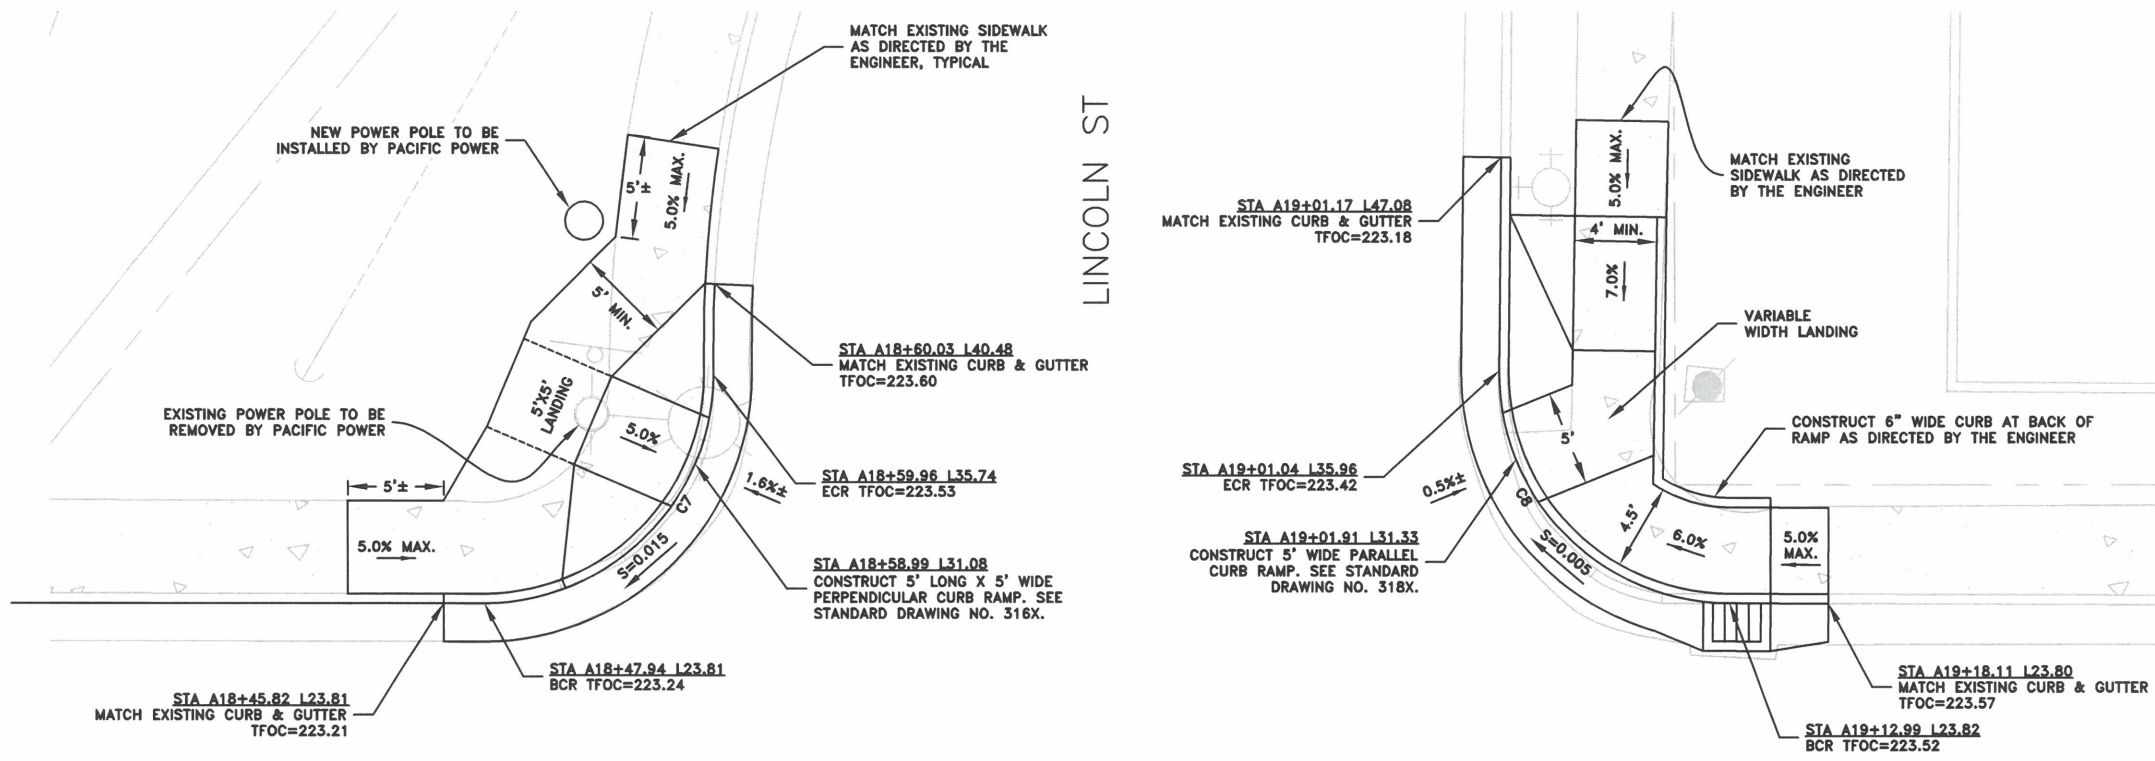 MATCH EXISTING SIDEWALK
AS DIRECTED BY THE
ENGINEER, TYPICAL
NEW POWER POLE TO BE
INSTALLED BY PACIFIC POWER
5'±
5.0% MAX.
5' MIN.
STA A18+60.03 L40.48
MATCH EXISTING CURB & GUTTER
TFOC=223.60
5'X5'
LANDING
EXISTING POWER POLE TO BE
REMOVED BY PACIFIC POWER
5.0%
STA A18+59.96 L35.74
ECR TFOC=223.53
1.6%±
5'±
C7
5.0% MAX.
S=0.015
STA A18+58.99 L31.08
CONSTRUCT 5' LONG X 5' WIDE
PERPENDICULAR CURB RAMP. SEE
STANDARD DRAWING NO. 316X.
STA A18+47.94 L23.81
BCR TFOC=223.24
STA A18+45.82 L23.81
MATCH EXISTING CURB & GUTTER
TFOC=223.21
LINCOLN ST
5.0% MAX.
MATCH EXISTING
SIDEWALK AS DIRECTED
BY THE ENGINEER
STA A19+01.17 L47.08
MATCH EXISTING CURB & GUTTER
TFOC=223.18
4' MIN.
7.0%
VARIABLE
WIDTH LANDING
CONSTRUCT 6" WIDE CURB AT BACK OF
RAMP AS DIRECTED BY THE ENGINEER
5'
STA A19+01.04 L35.96
ECR TFOC=223.42
0.5%±
C8
4.5'
6.0%
5.0%
MAX.
S=0.005
STA A19+01.91 L31.33
CONSTRUCT 5' WIDE PARALLEL
CURB RAMP. SEE STANDARD
DRAWING NO. 318X.
STA A19+18.11 L23.80
MATCH EXISTING CURB & GUTTER
TFOC=223.57
STA A19+12.99 L23.82
BCR TFOC=223.52